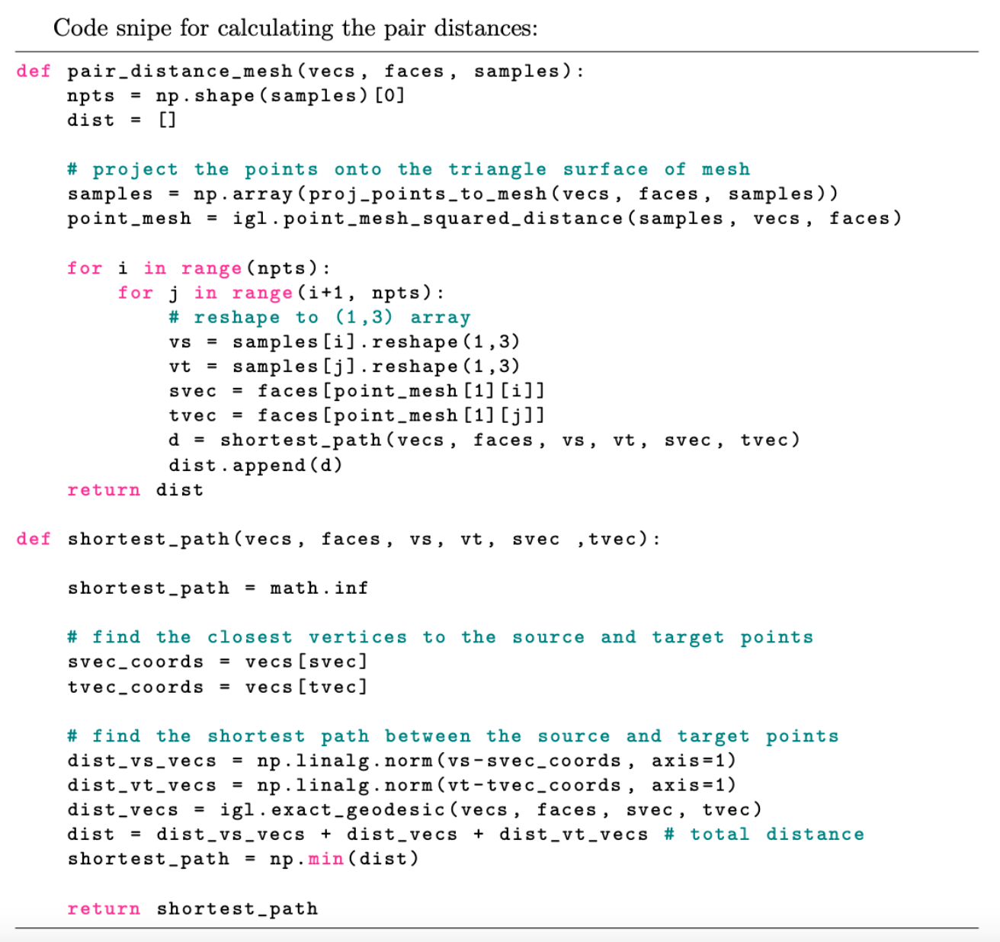 Code snipe for calculating the pair distances:
def pair_distance_mesh(vecs, faces, samples):
    npts = np.shape(samples)[0]
    dist = []
    # project the points onto the triangle surface of mesh
    samples = np.array(proj_points_to_mesh(vecs, faces, samples))
    point_mesh = igl.point_mesh_squared_distance(samples, vecs, faces)
    for i in range(npts):
        for j in range(i+1, npts):
            # reshape to (1,3) array
            vs = samples[i].reshape(1,3)
            vt = samples[j].reshape(1,3)
            svec = faces[point_mesh[1][i]]
            tvec = faces[point_mesh[1][j]]
            d = shortest_path(vecs, faces, vs, vt, svec, tvec)
            dist.append(d)
    return dist
def shortest_path(vecs, faces, vs, vt, svec ,tvec):
    shortest_path = math.inf
    # find the closest vertices to the source and target points
    svec_coords = vecs[svec]
    tvec_coords = vecs[tvec]
    # find the shortest path between the source and target points
    dist_vs_vecs = np.linalg.norm(vs-svec_coords, axis=1)
    dist_vt_vecs = np.linalg.norm(vt-tvec_coords, axis=1)
    dist_vecs = igl.exact_geodesic(vecs, faces, svec, tvec)
    dist = dist_vs_vecs + dist_vecs + dist_vt_vecs # total distance
    shortest_path = np.min(dist)
    return shortest_path